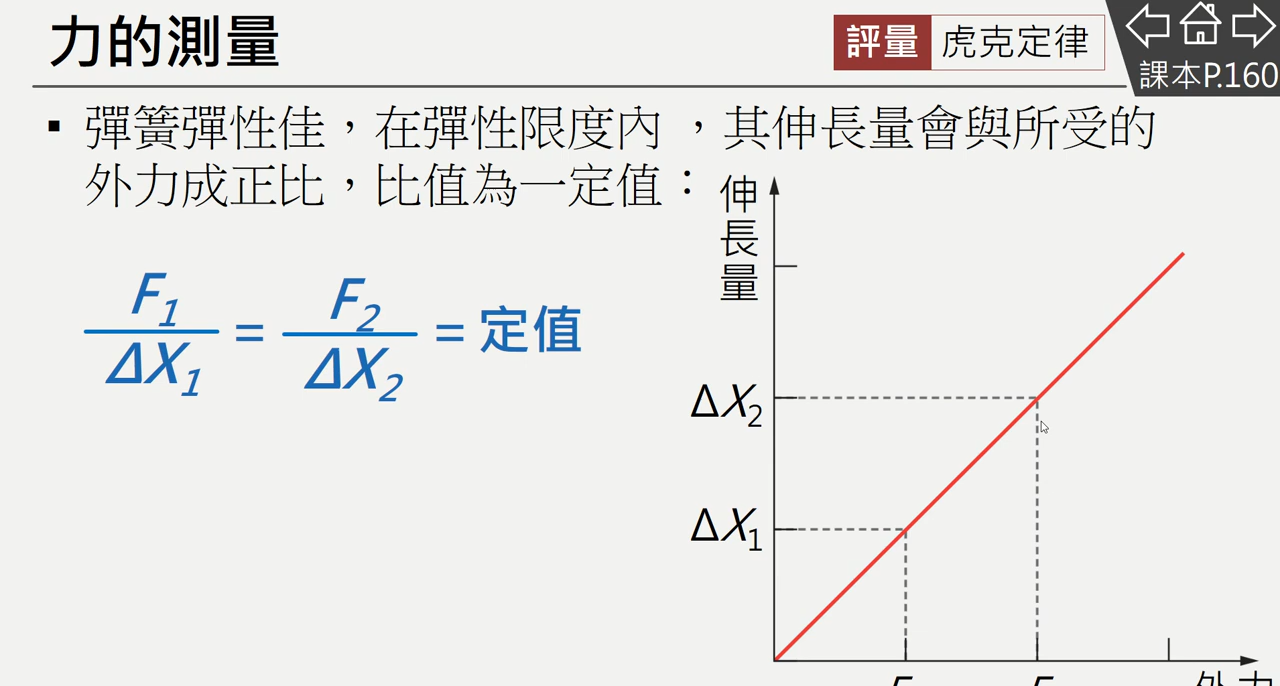 力的測量
評量 虎克定律
課本P.160
▪ 彈簧彈性佳，在彈性限度內 ，其伸長量會與所受的
外力成正比，比值為一定值：
F₁/ΔX₁ = F₂/ΔX₂ = 定值
伸長量
ΔX₂
ΔX₁